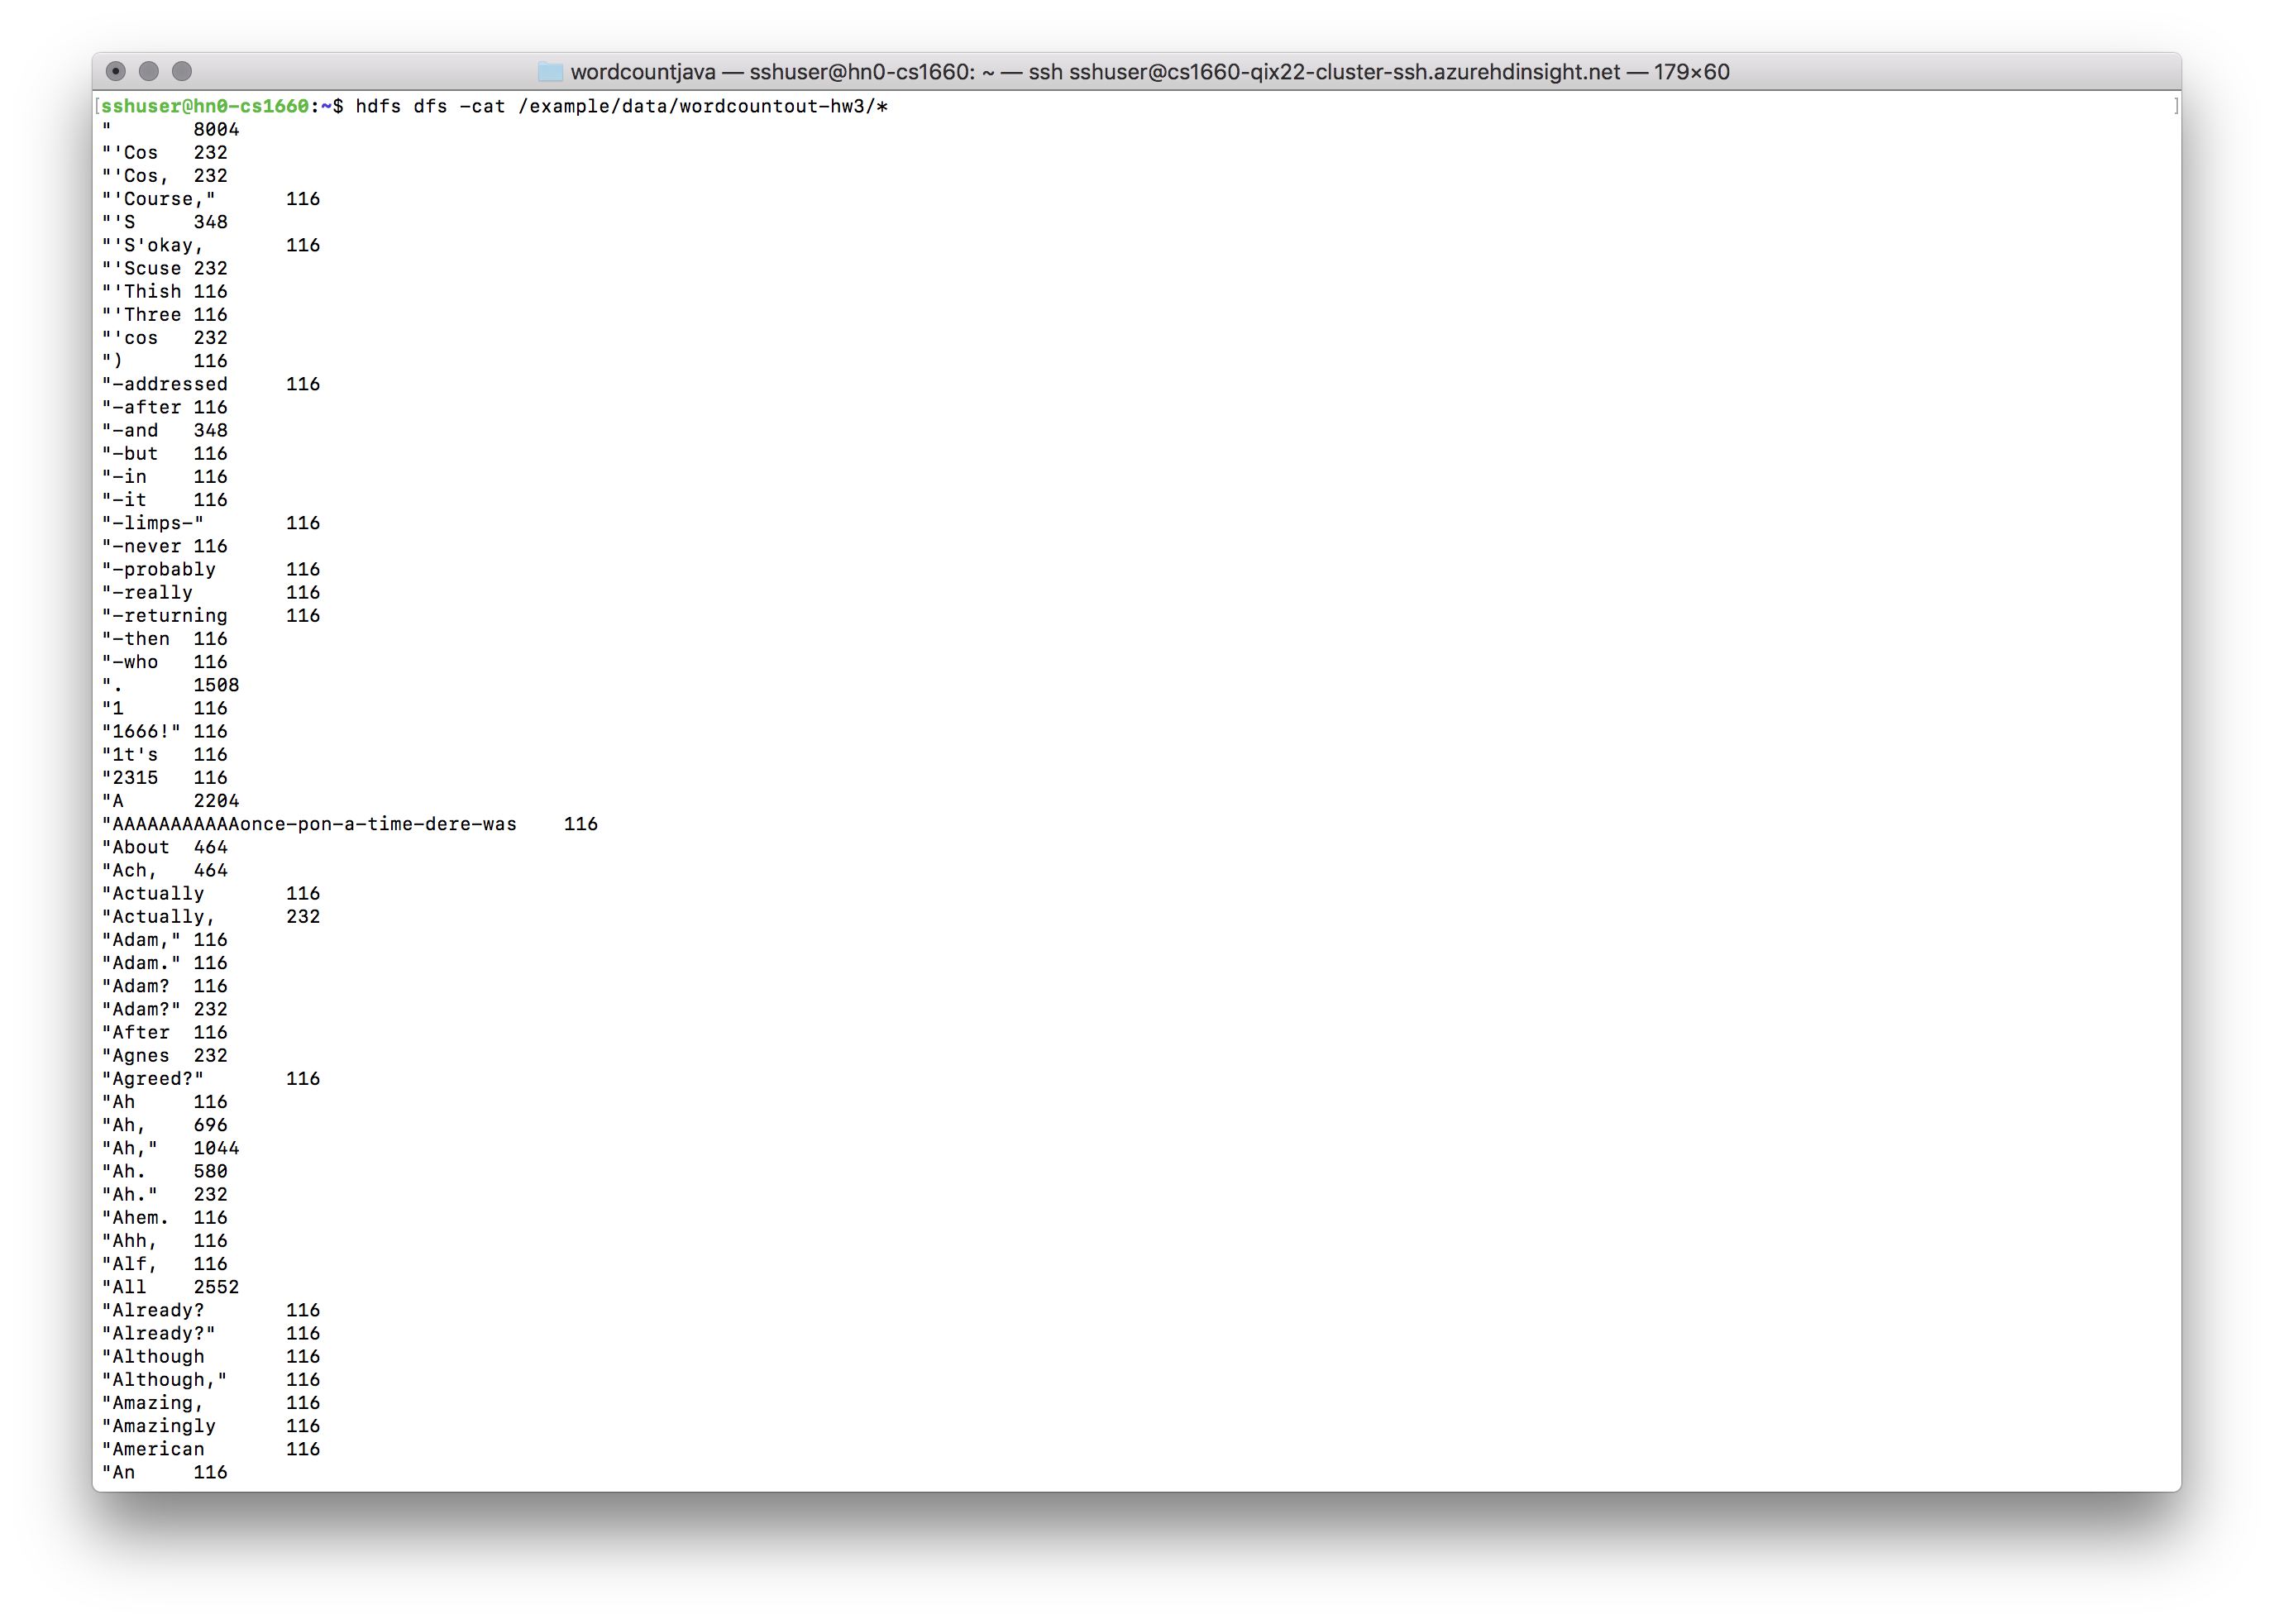 wordcountjava — sshuser@hn0-cs1660: ~ — ssh sshuser@cs1660-qix22-cluster-ssh.azurehdinsight.net — 179×60
[sshuser@hn0-cs1660:~$ hdfs dfs -cat /example/data/wordcountout-hw3/* ]
"	8004
"'Cos	232
"'Cos,	232
"'Course,"	116
"'S	348
"'S'okay,	116
"'Scuse	232
"'Thish	116
"'Three	116
"'cos	232
")	116
"-addressed	116
"-after	116
"-and	348
"-but	116
"-in	116
"-it	116
"-limps-"	116
"-never	116
"-probably	116
"-really	116
"-returning	116
"-then	116
"-who	116
".	1508
"1	116
"1666!"	116
"1t's	116
"2315	116
"A	2204
"AAAAAAAAAAAonce-pon-a-time-dere-was	116
"About	464
"Ach,	464
"Actually	116
"Actually,	232
"Adam,"	116
"Adam."	116
"Adam?	116
"Adam?"	232
"After	116
"Agnes	232
"Agreed?"	116
"Ah	116
"Ah,	696
"Ah,"	1044
"Ah.	580
"Ah."	232
"Ahem.	116
"Ahh,	116
"Alf,	116
"All	2552
"Already?	116
"Already?"	116
"Although	116
"Although,"	116
"Amazing,	116
"Amazingly	116
"American	116
"An	116